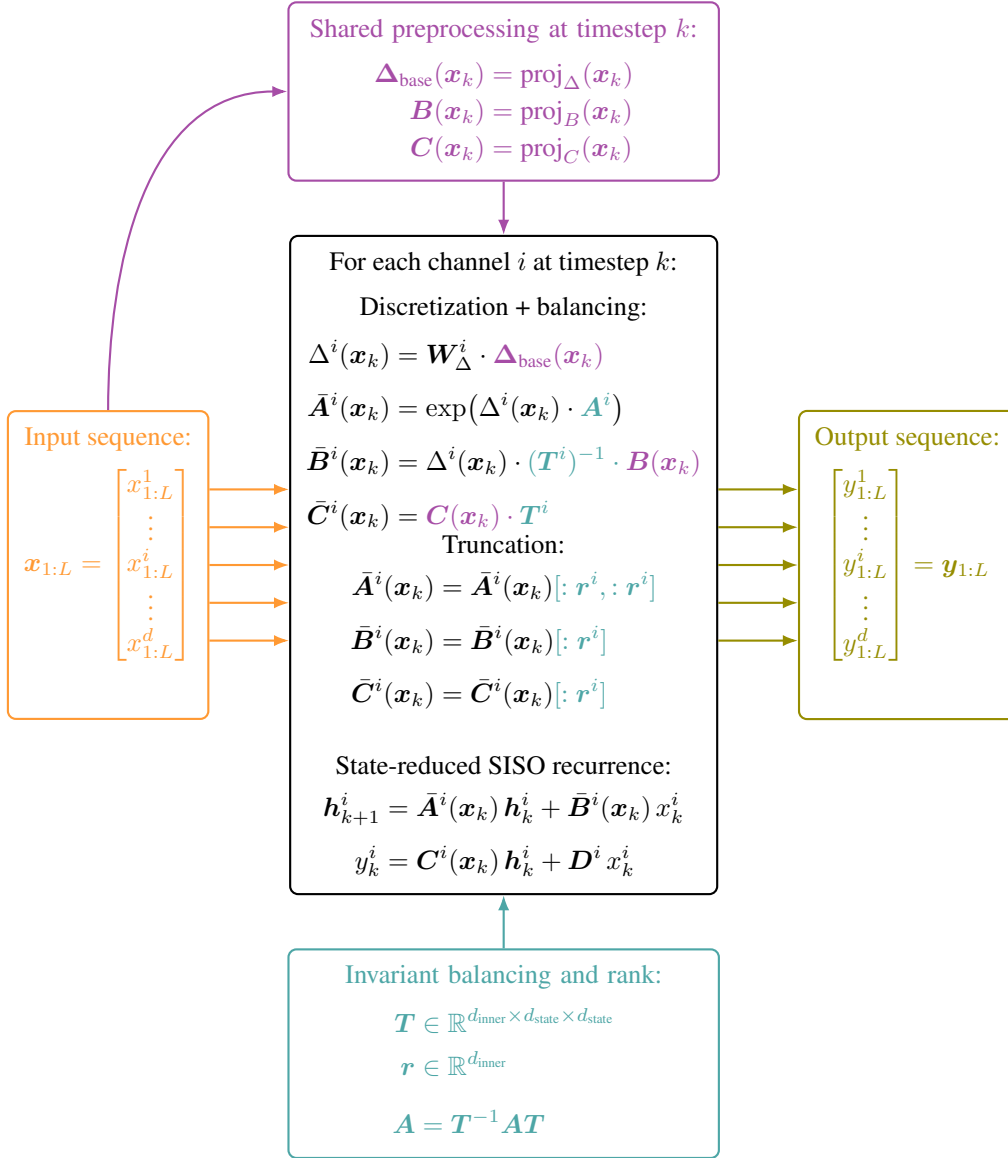 Shared preprocessing at timestep k:
Δ_base(x_k) = proj_Δ(x_k)
B(x_k) = proj_B(x_k)
C(x_k) = proj_C(x_k)
For each channel i at timestep k:
Discretization + balancing:
Δ^i(x_k) = W_Δ^i · Δ_base(x_k)
Ā^i(x_k) = exp(Δ^i(x_k) · A^i)
B̄^i(x_k) = Δ^i(x_k) · (T^i)^{-1} · B(x_k)
C̄^i(x_k) = C(x_k) · T^i
Truncation:
Ā^i(x_k) = Ā^i(x_k)[: r^i, : r^i]
B̄^i(x_k) = B̄^i(x_k)[: r^i]
C̄^i(x_k) = C̄^i(x_k)[: r^i]
State-reduced SISO recurrence:
h_{k+1}^i = Ā^i(x_k) h_k^i + B̄^i(x_k) x_k^i
y_k^i = C^i(x_k) h_k^i + D^i x_k^i
Input sequence:
x_{1:L} =
x_{1:L}^1
⋮
x_{1:L}^i
⋮
x_{1:L}^d
Output sequence:
y_{1:L}^1
⋮
y_{1:L}^i
⋮
y_{1:L}^d
= y_{1:L}
Invariant balancing and rank:
T ∈ ℝ^{d_inner × d_state × d_state}
r ∈ ℝ^{d_inner}
A = T^{-1}AT